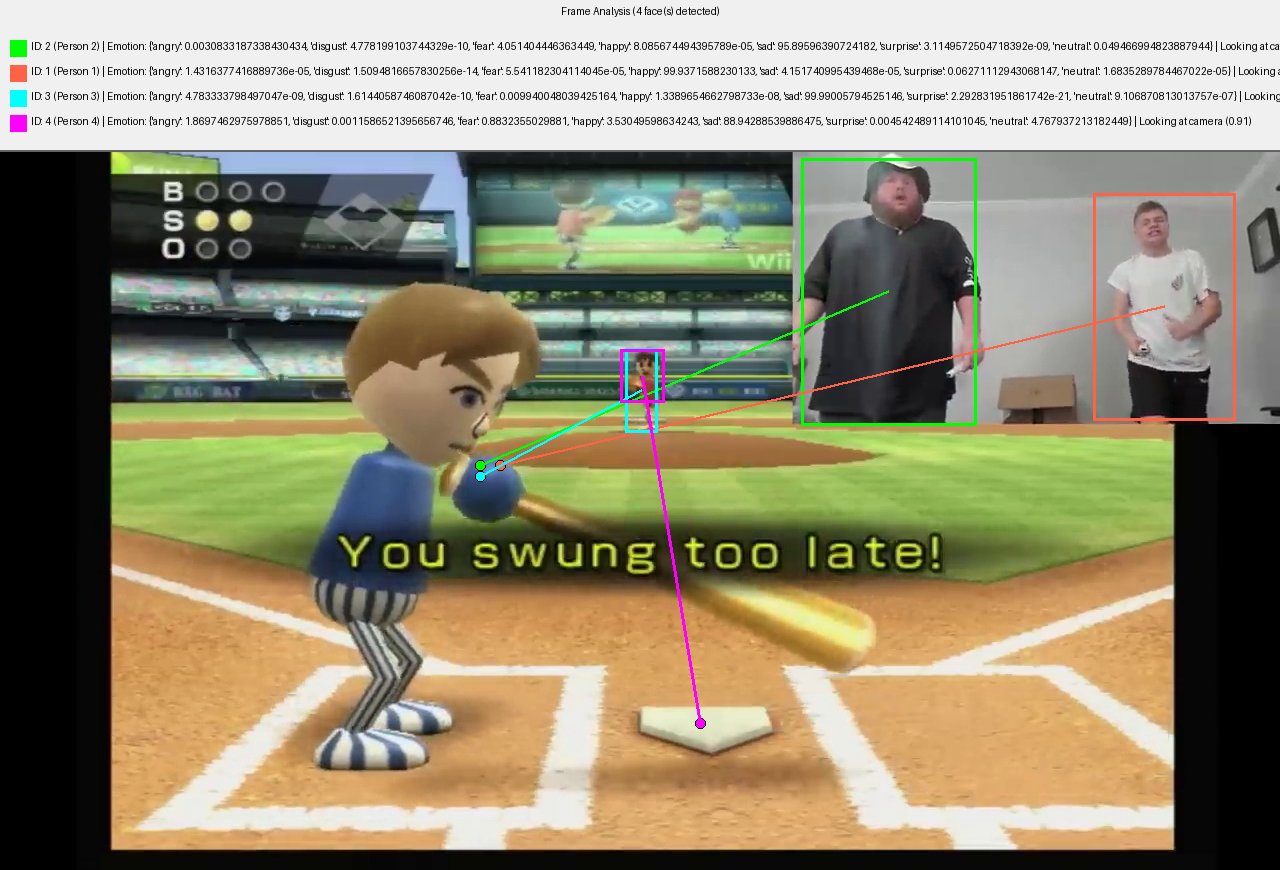 Frame Analysis (4 face(s) detected)
ID: 2 (Person 2) | Emotion: {'angry': 0.0030833187338430434, 'disgust': 4.778199103744329e-10, 'fear': 4.051404446363449, 'happy': 8.085674494395789e-05, 'sad': 95.89596390724182, 'surprise': 3.1149572504718392e-09, 'neutral': 0.049466994823887944} | Looking at ca
ID: 1 (Person 1) | Emotion: {'angry': 1.4316377416889736e-05, 'disgust': 1.5094816657830256e-14, 'fear': 5.541182304114045e-05, 'happy': 99.9371588230133, 'sad': 4.151740995439468e-05, 'surprise': 0.06271112943068147, 'neutral': 1.6835289784467022e-05} | Looking a
ID: 3 (Person 3) | Emotion: {'angry': 4.783333798497047e-09, 'disgust': 1.6144058746087042e-10, 'fear': 0.009940048039425164, 'happy': 1.3389654662798733e-08, 'sad': 99.99005794525146, 'surprise': 2.292831951861742e-21, 'neutral': 9.106870813013757e-07} | Looking
ID: 4 (Person 4) | Emotion: {'angry': 1.8697462975978851, 'disgust': 0.0011586521395656746, 'fear': 0.8832355029881, 'happy': 3.53049598634243, 'sad': 88.94288539886475, 'surprise': 0.004542489114101045, 'neutral': 4.767937213182449} | Looking at camera (0.91)
B
S
O
Wii
BIG BAT
You swung too late!